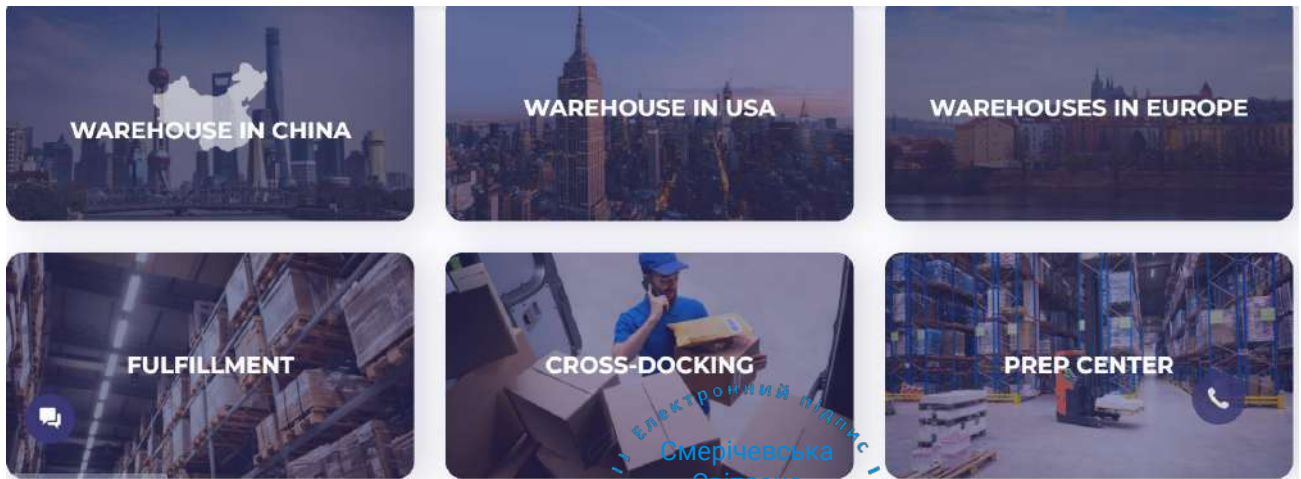 WAREHOUSE IN CHINA
WAREHOUSE IN USA
WAREHOUSES IN EUROPE
FULFILLMENT
CROSS-DOCKING
PREP CENTER
Електронний підпис
Смерічевська